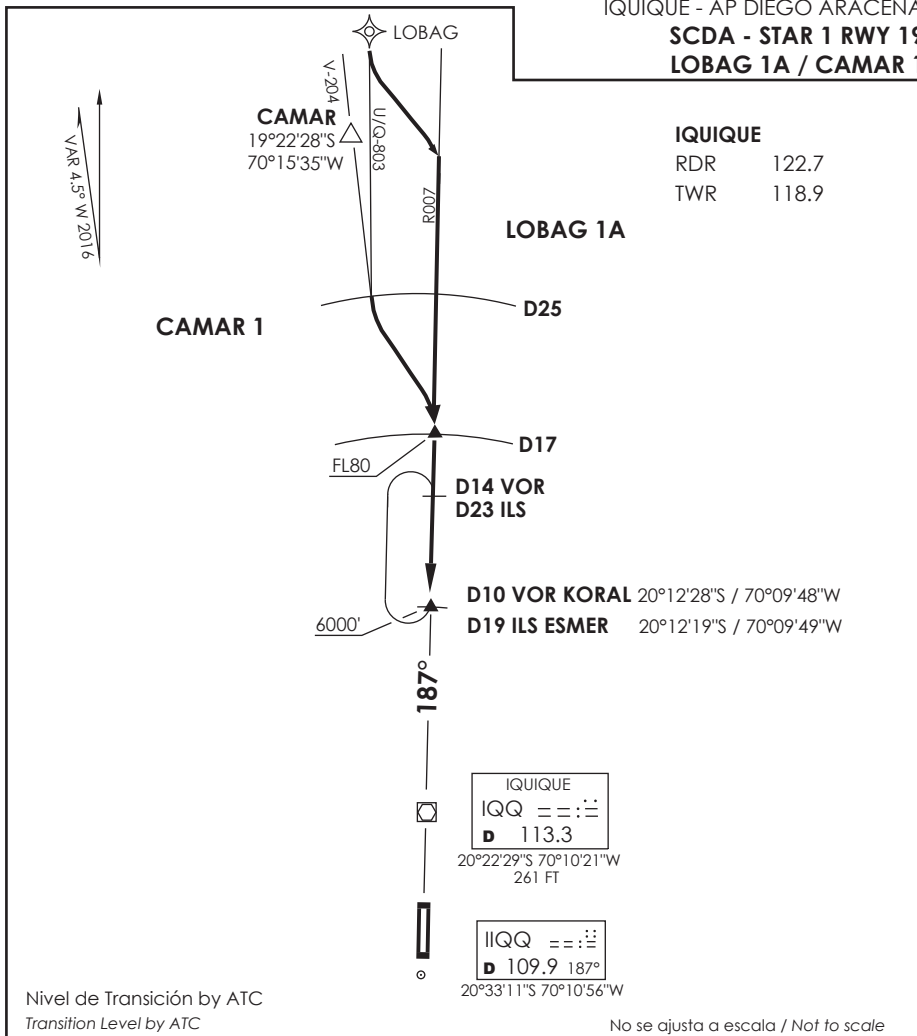 IQUIQUE - AP DIEGO ARACENA
SCDA - STAR 1 RWY 19
LOBAG 1A / CAMAR 1
LOBAG
V-204
CAMAR
19°22'28"S
70°15'35"W
U/Q-803
VAR 4.5° W 2016
IQUIQUE
RDR 122.7
TWR 118.9
R007
LOBAG 1A
D25
CAMAR 1
D17
FL80
D14 VOR
D23 ILS
D10 VOR KORAL 20°12'28"S / 70°09'48"W
D19 ILS ESMER 20°12'19"S / 70°09'49"W
6000'
187°
IQUIQUE
IQQ
D 113.3
20°22'29"S 70°10'21"W
261 FT
IIQQ
D 109.9 187°
20°33'11"S 70°10'56"W
Nivel de Transición by ATC
Transition Level by ATC
No se ajusta a escala / Not to scale